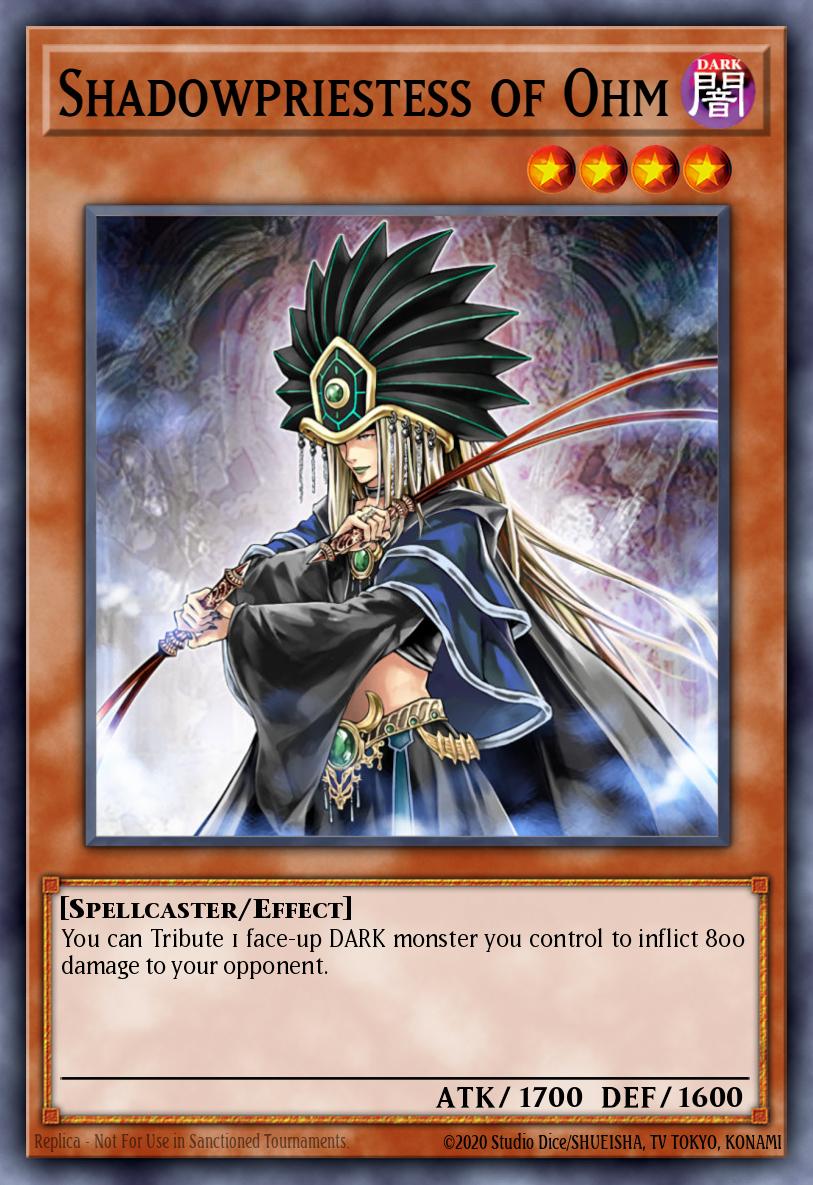 Shadowpriestess of Ohm
DARK
闇
[Spellcaster/Effect]
You can Tribute 1 face-up DARK monster you control to inflict 800
damage to your opponent.
ATK/ 1700 DEF/ 1600
Replica - Not For Use in Sanctioned Tournaments.
©2020 Studio Dice/SHUEISHA, TV TOKYO, KONAMI